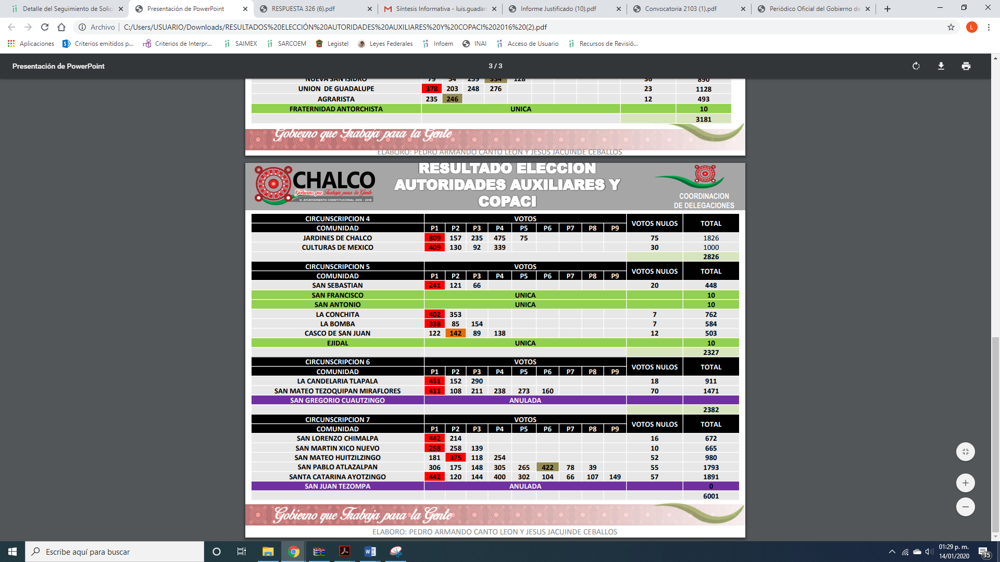 Detalle del Seguimiento de Solici
Presentación de PowerPoint
RESPUESTA 326 (6).pdf
Síntesis Informativa - luis.guadar
Informe Justificado (10).pdf
Convocatoria 2103 (1).pdf
Periódico Oficial del Gobierno de
Archivo | C:/Users/USUARIO/Downloads/RESULTADOS%20ELECCIÓN%20AUTORIDADES%20AUXILIARES%20Y%20COPACI%202016%20(2).pdf
L
Aplicaciones Criterios emitidos p... Criterios de Interpr... SAIMEX SARCOEM Legistel Leyes Federales Infoem INAI Acceso de Usuario Recursos de Revisió...
Presentación de PowerPoint 3 / 3
NUEVA SAN ISIDRO 79 54 259 334 128 36 890
UNION DE GUADALUPE 378 203 248 276 23 1128
AGRARISTA 235 246 12 493
FRATERNIDAD ANTORCHISTA UNICA 10
3181
Gobierno que Trabaja para la Gente
ELABORO: PEDRO ARMANDO CANTO LEON Y JESUS JACUINDE CEBALLOS
CHALCO
Gobierno que Trabaja para la Gente
H. AYUNTAMIENTO CONSTITUCIONAL 2016 - 2018
RESULTADO ELECCION
AUTORIDADES AUXILIARES Y
COPACI
COORDINACION
DE DELEGACIONES
CIRCUNSCRIPCION 4 VOTOS VOTOS NULOS TOTAL
COMUNIDAD P1 P2 P3 P4 P5 P6 P7 P8 P9
JARDINES DE CHALCO 809 157 235 475 75 75 1826
CULTURAS DE MEXICO 409 130 92 339 30 1000
2826
CIRCUNSCRIPCION 5 VOTOS VOTOS NULOS TOTAL
COMUNIDAD P1 P2 P3 P4 P5 P6 P7 P8 P9
SAN SEBASTIAN 241 121 66 20 448
SAN FRANCISCO UNICA 10
SAN ANTONIO UNICA 10
LA CONCHITA 402 353 7 762
LA BOMBA 338 85 154 7 584
CASCO DE SAN JUAN 122 142 89 138 12 503
EJIDAL UNICA 10
2327
CIRCUNSCRIPCION 6 VOTOS VOTOS NULOS TOTAL
COMUNIDAD P1 P2 P3 P4 P5 P6 P7 P8 P9
LA CANDELARIA TLAPALA 451 152 290 18 911
SAN MATEO TEZOQUIPAN MIRAFLORES 411 108 211 238 273 160 70 1471
SAN GREGORIO CUAUTZINGO ANULADA
2382
CIRCUNSCRIPCION 7 VOTOS VOTOS NULOS TOTAL
COMUNIDAD P1 P2 P3 P4 P5 P6 P7 P8 P9
SAN LORENZO CHIMALPA 442 214 16 672
SAN MARTIN XICO NUEVO 258 258 139 10 665
SAN MATEO HUITZILZINGO 181 375 118 254 52 980
SAN PABLO ATLAZALPAN 306 175 148 305 265 422 78 39 55 1793
SANTA CATARINA AYOTZINGO 442 120 144 400 302 104 66 107 149 57 1891
SAN JUAN TEZOMPA ANULADA 0
6001
Gobierno que Trabaja para la Gente
ELABORO: PEDRO ARMANDO CANTO LEON Y JESUS JACUINDE CEBALLOS
Escribe aquí para buscar
01:29 p. m.
14/01/2020
35